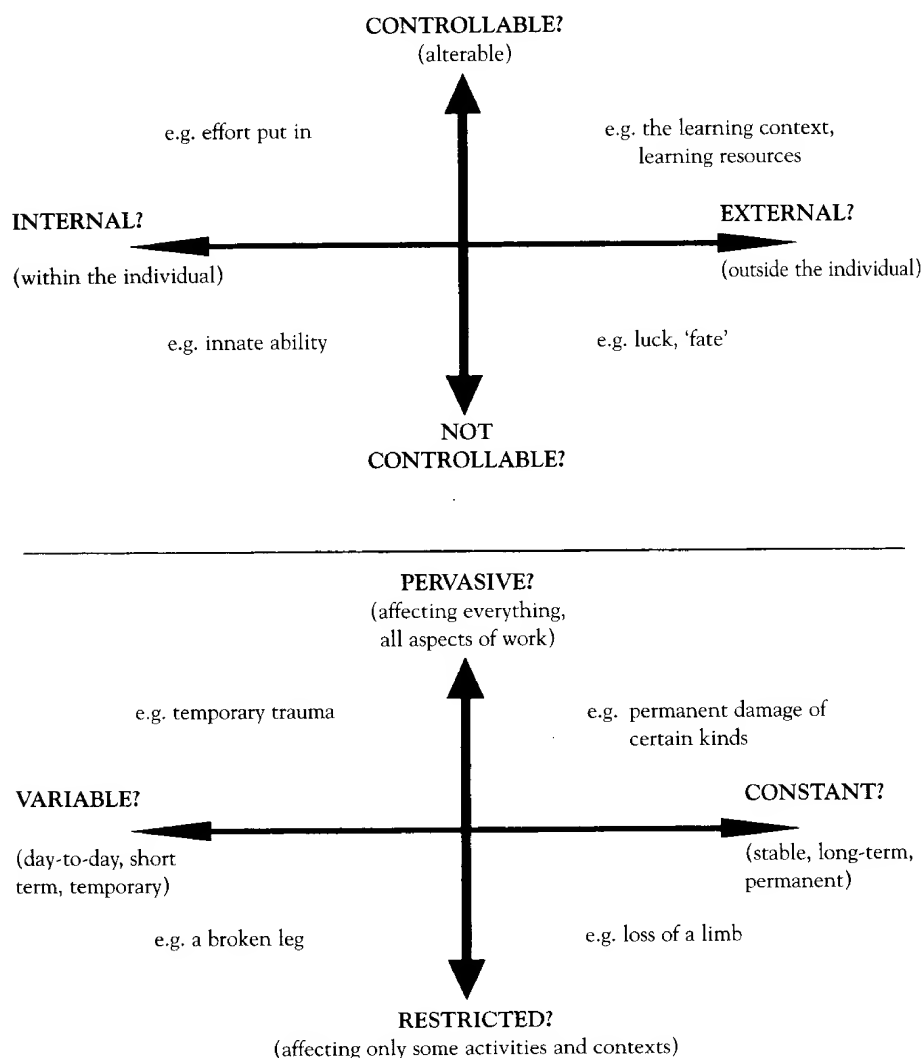 CONTROLLABLE?
(alterable)
e.g. effort put in
e.g. the learning context,
learning resources
INTERNAL?
EXTERNAL?
(within the individual)
(outside the individual)
e.g. innate ability
e.g. luck, ‘fate’
NOT
CONTROLLABLE?
PERVASIVE?
(affecting everything,
all aspects of work)
e.g. temporary trauma
e.g. permanent damage of
certain kinds
VARIABLE?
CONSTANT?
(day-to-day, short
term, temporary)
(stable, long-term,
permanent)
e.g. a broken leg
e.g. loss of a limb
RESTRICTED?
(affecting only some activities and contexts)